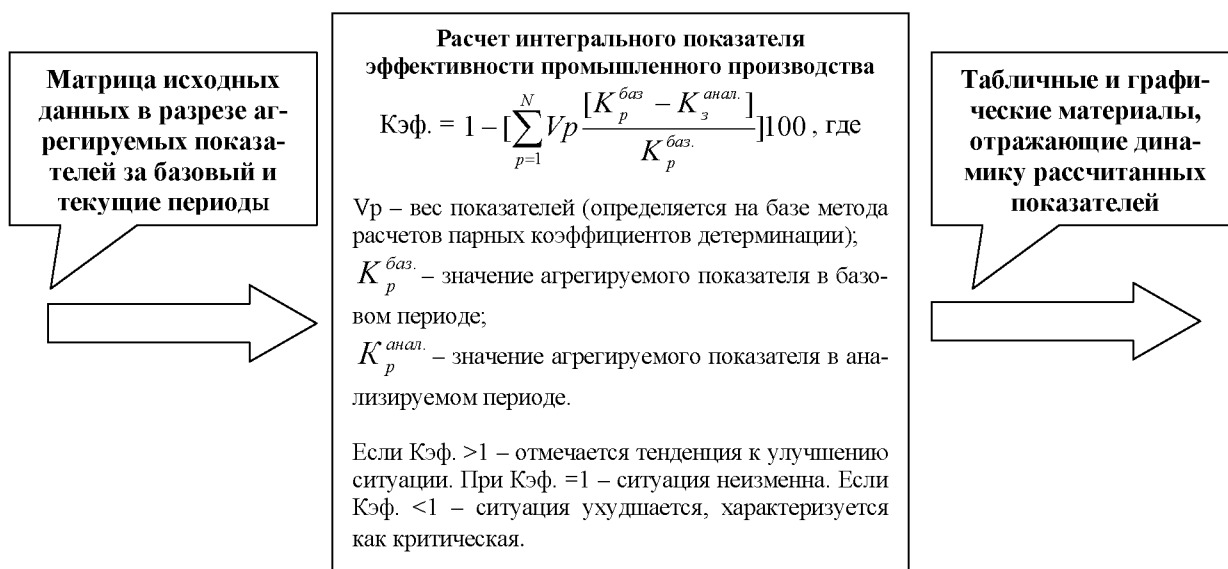 Матрица исходных
данных в разрезе аг-
регируемых показа-
телей за базовый и
текущие периоды
Расчет интегрального показателя
эффективности промышленного производства
Кэф. = 1 − [∑_{p=1}^{N} Vp \frac{[K_p^{баз} − K_з^{анал.}]}{K_p^{баз.}}]100 , где
Vp – вес показателей (определяется на базе метода
расчетов парных коэффициентов детерминации);
K_p^{баз.} – значение агрегируемого показателя в базо-
вом периоде;
K_p^{анал.} – значение агрегируемого показателя в ана-
лизируемом периоде.
Если Кэф. >1 – отмечается тенденция к улучшению
ситуации. При Кэф. =1 – ситуация неизменна. Если
Кэф. <1 – ситуация ухудшается, характеризуется
как критическая.
Табличные и графи-
ческие материалы,
отражающие дина-
мику рассчитанных
показателей